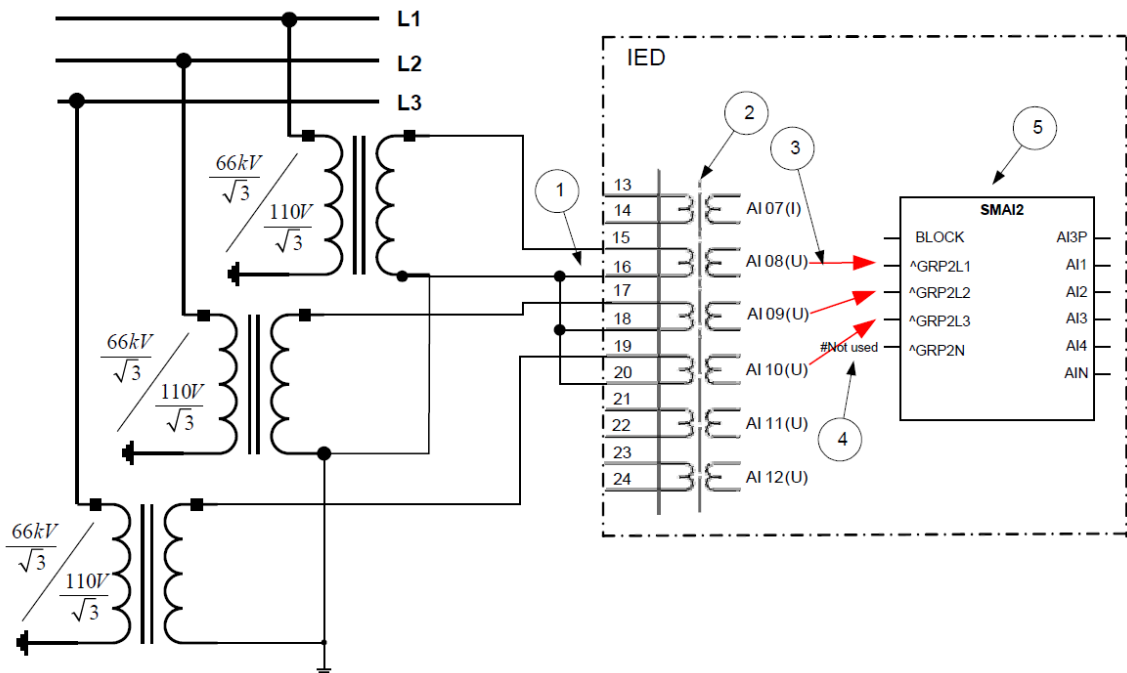 L1
L2
L3
66kV
√3
110V
√3
66kV
√3
110V
√3
66kV
√3
110V
√3
IED
1
2
3
4
5
13
14
15
16
17
18
19
20
21
22
23
24
AI 07(I)
AI 08(U)
AI 09(U)
AI 10(U)
AI 11(U)
AI 12(U)
SMAI2
BLOCK
^GRP2L1
^GRP2L2
^GRP2L3
#Not used
^GRP2N
AI3P
AI1
AI2
AI3
AI4
AIN